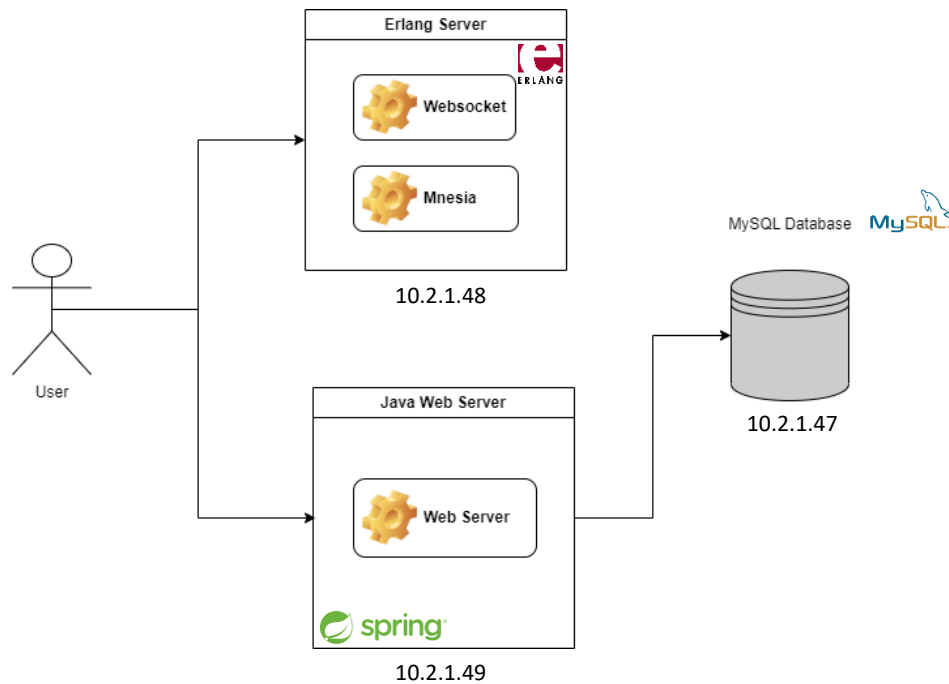 Erlang Server
ERLANG
Websocket
Mnesia
10.2.1.48
User
MySQL Database
MySQL
10.2.1.47
Java Web Server
Web Server
spring
10.2.1.49